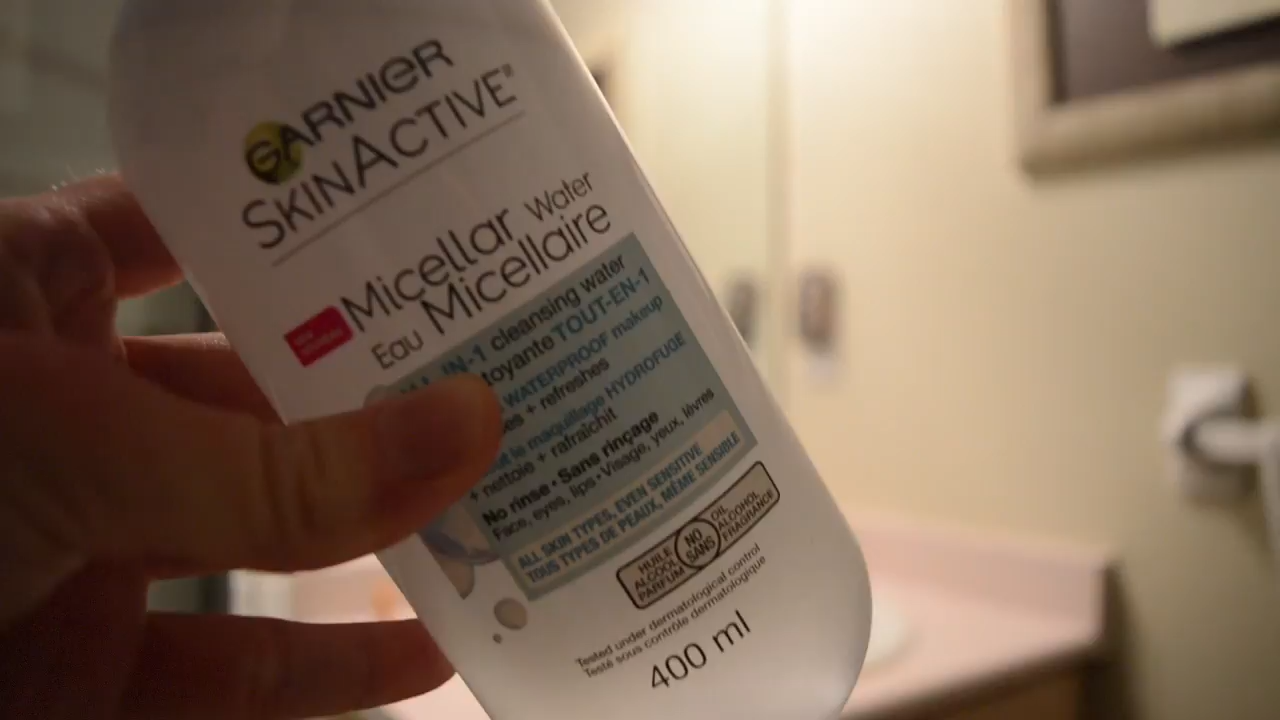 GARNIER
SKINACTIVE
Micellar Water
Eau Micellaire
ALL-IN-1 cleansing water
toyante TOUT-EN-1
WATERPROOF makeup
es + refreshes
le maquillage HYDROFUGE
+ nettoie + rafraîchit
No rinse • Sans rinçage
Face, eyes, lips • Visage, yeux, lèvres
ALL SKIN TYPES, EVEN SENSITIVE
TOUS TYPES DE PEAUX, MÊME SENSIBLE
HUILE
ALCOOL
PARFUM
NO
SANS
OIL
ALCOHOL
FRAGRANCE
Tested under dermatological control
Testé sous contrôle dermatologique
400 ml